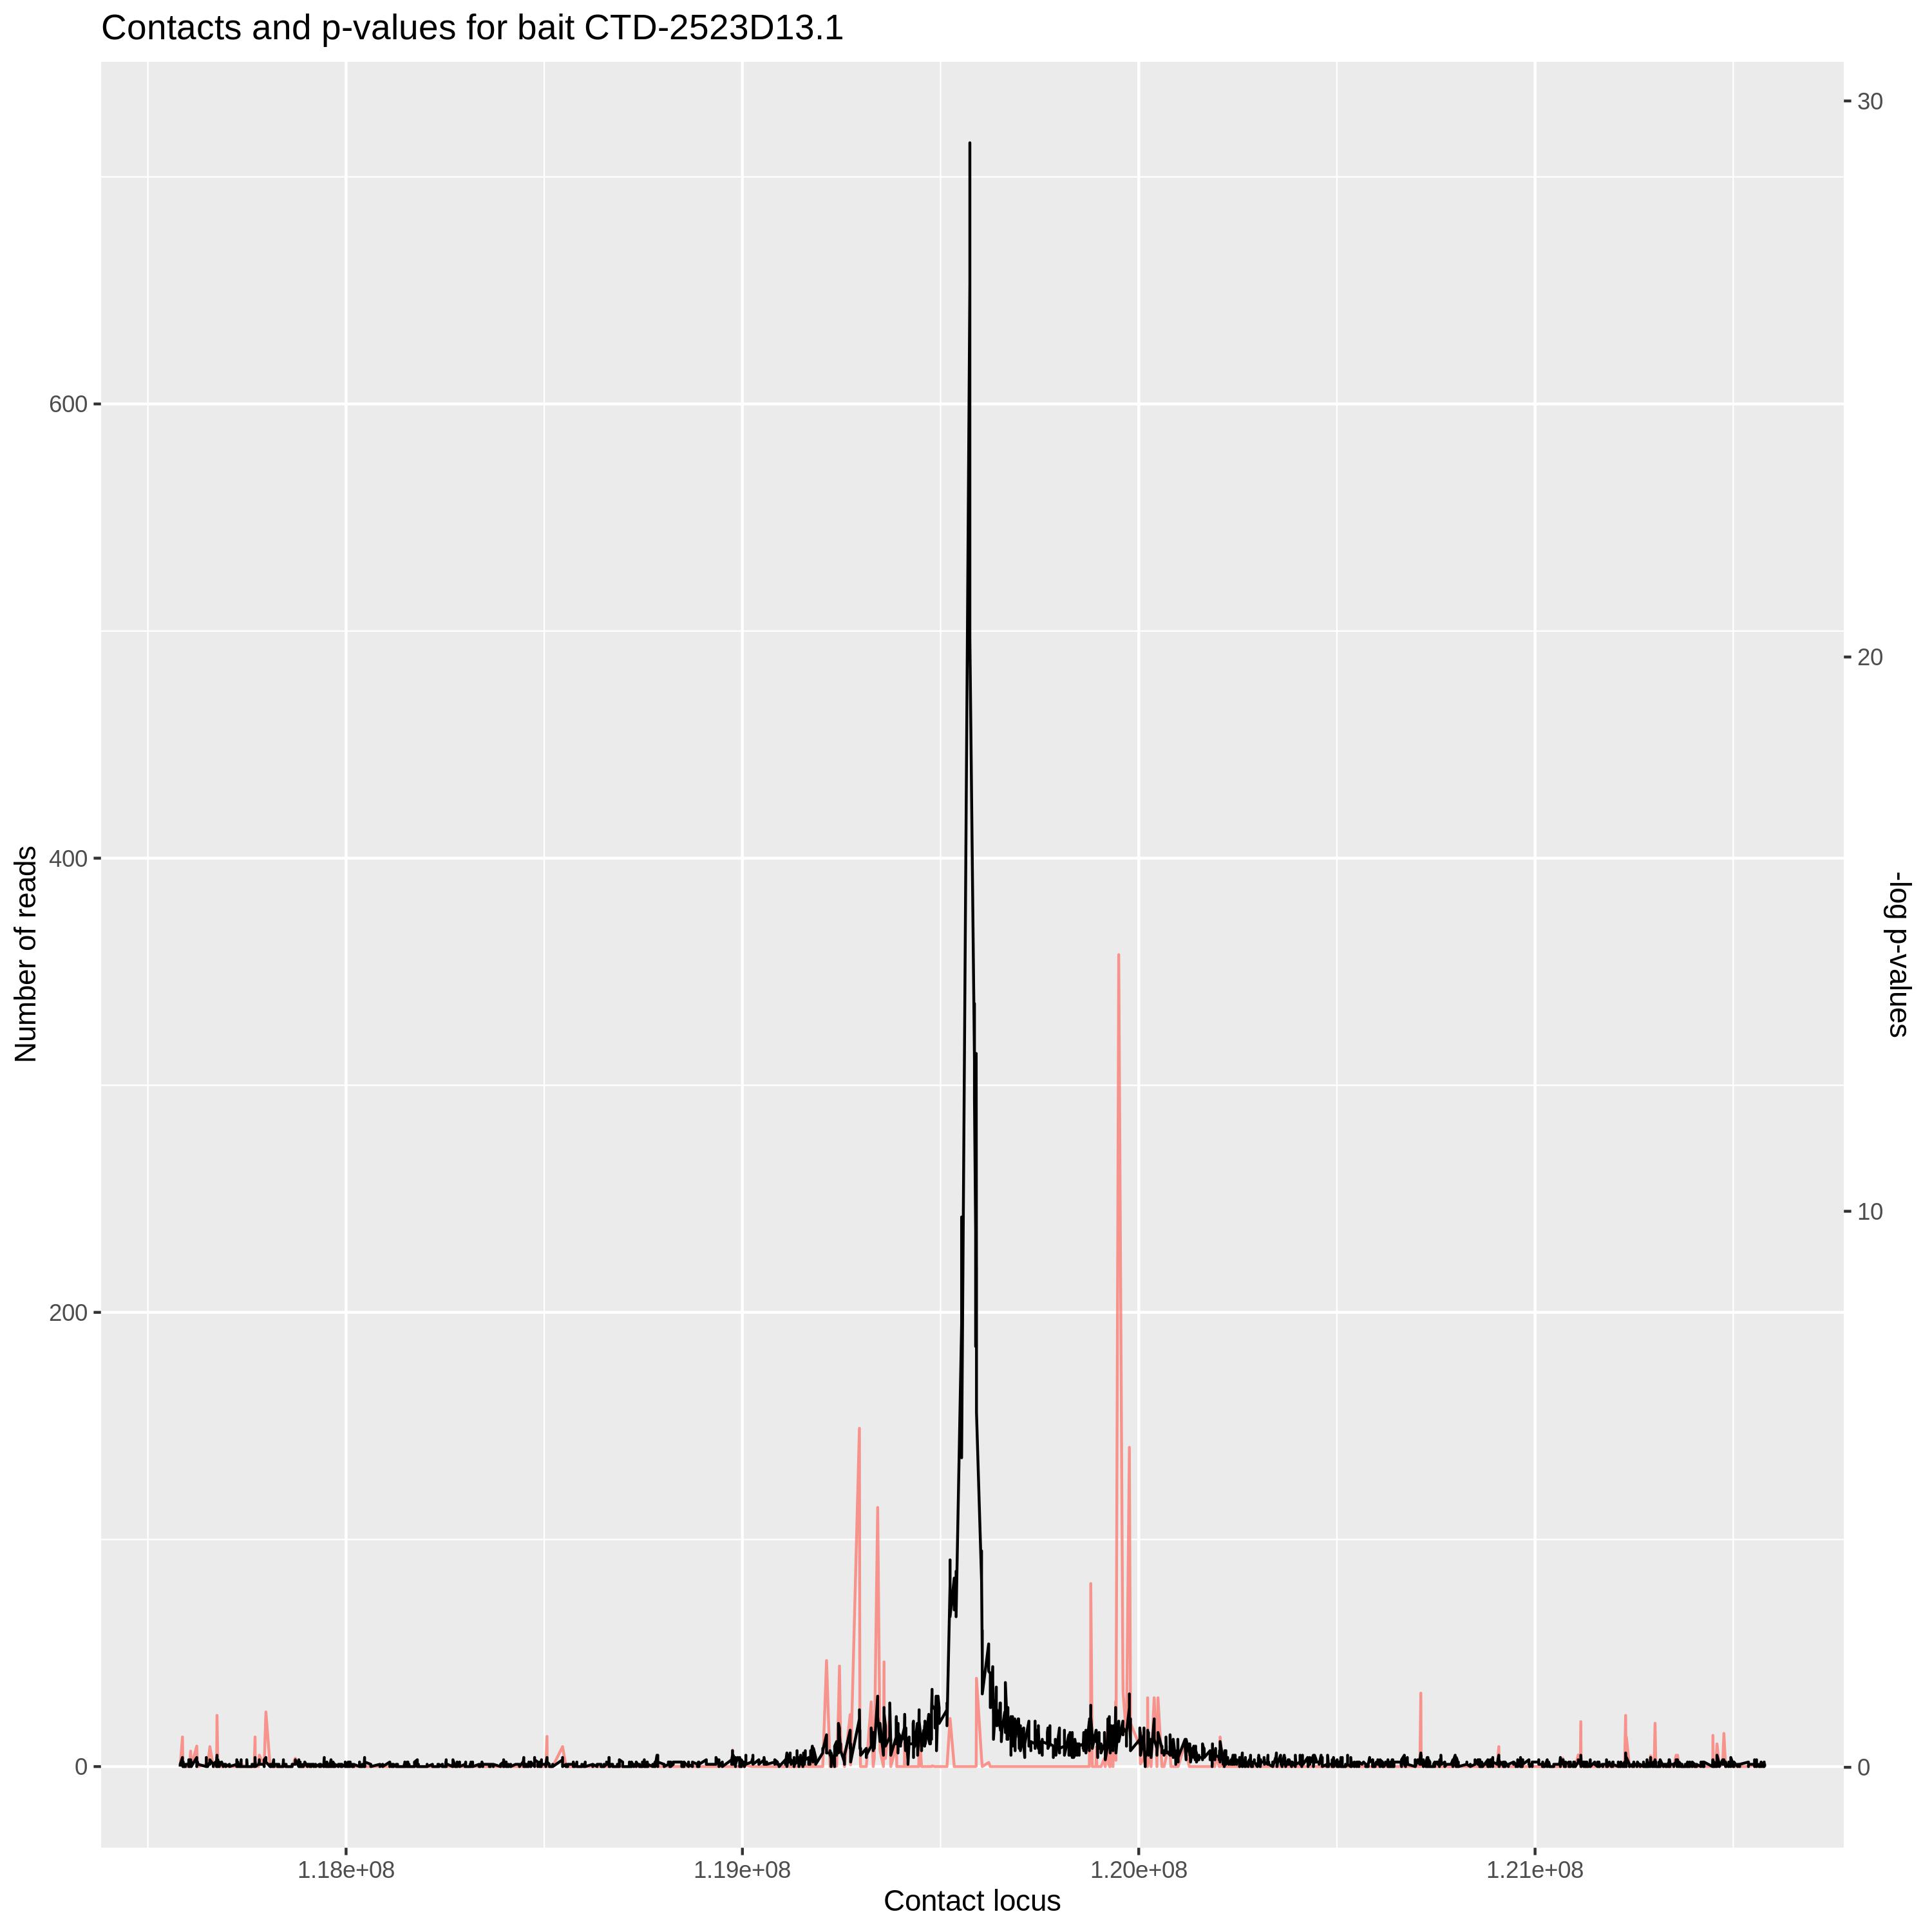 Contacts and p-values for bait CTD-2523D13.1
30
600
20
400
Number of reads
-log p-values
10
200
0
0
1.18e+08 1.19e+08 1.20e+08 1.21e+08
Contact locus